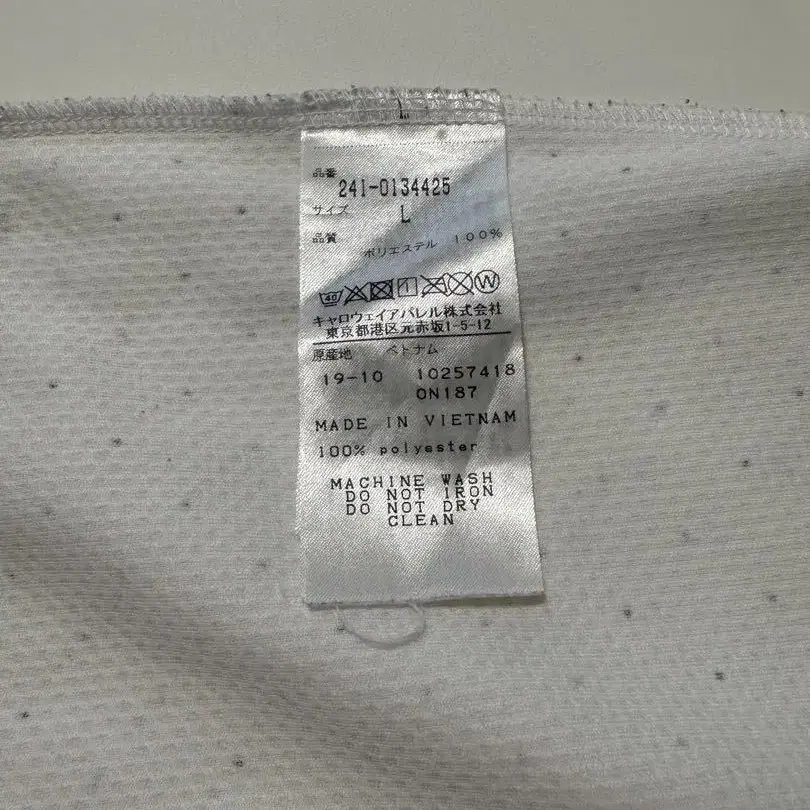 L
品番
241-0134425
サイズ L
品質
ポリエステル 100%
40 W
キャロウェイアパレル株式会社
東京都港区元赤坂1-5-12
原産地 ベトナム
19-10 10257418
0N187
MADE IN VIETNAM
100% polyester
MACHINE WASH
DO NOT IRON
DO NOT DRY
CLEAN